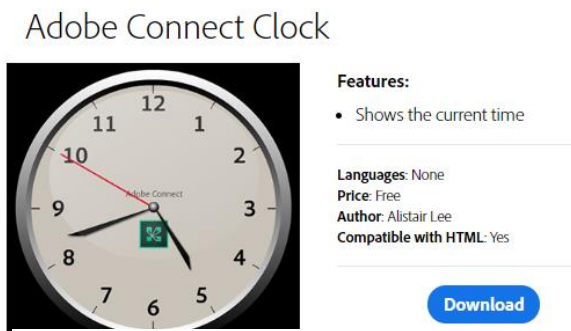 Adobe Connect Clock
12
11
1
10
2
Adobe Connect
9
3
8
4
7
5
6
Features:
• Shows the current time
Languages: None
Price: Free
Author: Alistair Lee
Compatible with HTML: Yes
Download